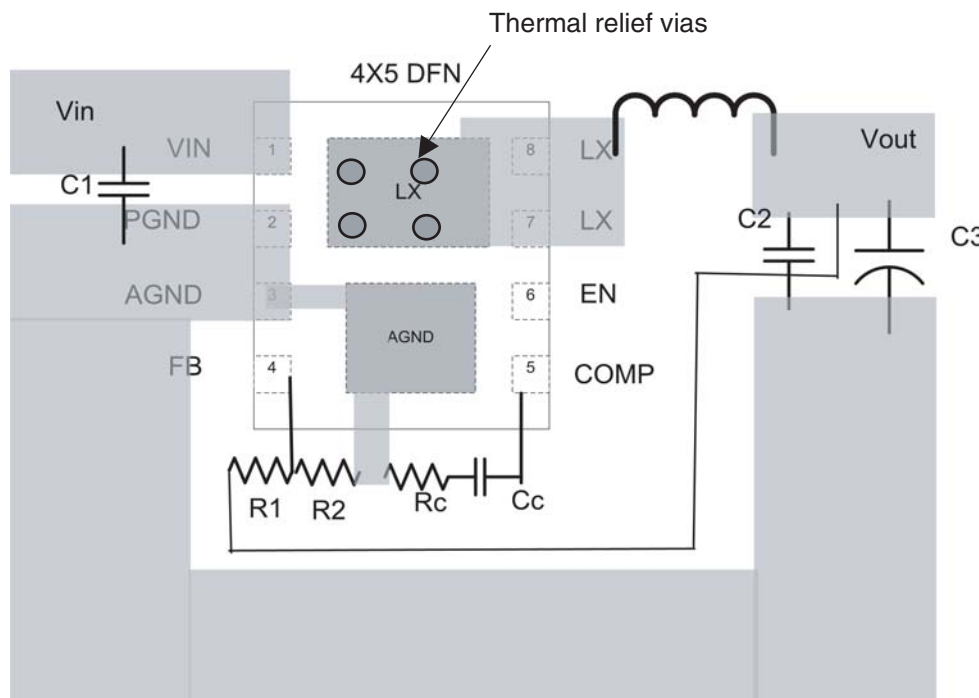 Thermal relief vias
4X5 DFN
Vin
VIN
1
LX
8
LX
Vout
C1
PGND
2
7
LX
C2
C3
AGND
3
6
EN
AGND
FB
4
5
COMP
R1
R2
Rc
Cc